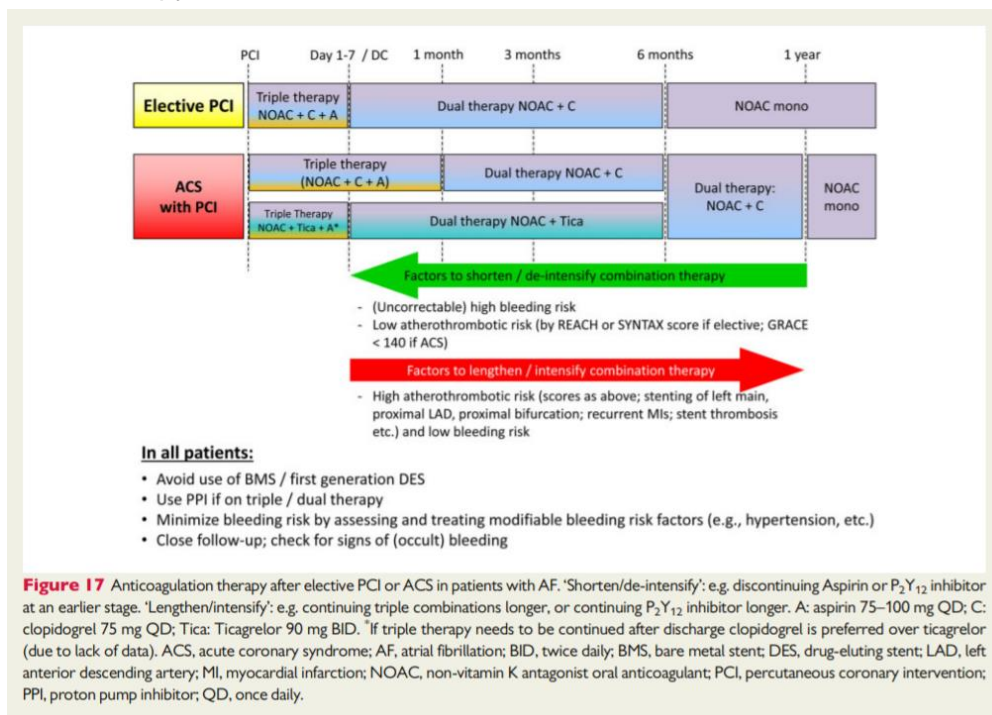 PCI Day 1-7 / DC 1 month 3 months 6 months 1 year
Elective PCI
Triple therapy
NOAC + C + A
Dual therapy NOAC + C
NOAC mono
ACS
with PCI
Triple therapy
(NOAC + C + A)
Dual therapy NOAC + C
Triple Therapy
NOAC + Tica + A*
Dual therapy NOAC + Tica
Dual therapy:
NOAC + C
NOAC
mono
Factors to shorten / de-intensify combination therapy
- (Uncorrectable) high bleeding risk
- Low atherothrombotic risk (by REACH or SYNTAX score if elective; GRACE
< 140 if ACS)
Factors to lengthen / intensify combination therapy
- High atherothrombotic risk (scores as above; stenting of left main,
proximal LAD, proximal bifurcation; recurrent MIs; stent thrombosis
etc.) and low bleeding risk
In all patients:
• Avoid use of BMS / first generation DES
• Use PPI if on triple / dual therapy
• Minimize bleeding risk by assessing and treating modifiable bleeding risk factors (e.g., hypertension, etc.)
• Close follow-up; check for signs of (occult) bleeding
Figure 17 Anticoagulation therapy after elective PCI or ACS in patients with AF. ‘Shorten/de-intensify’: e.g. discontinuing Aspirin or P₂Y₁₂ inhibitor
at an earlier stage. ‘Lengthen/intensify’: e.g. continuing triple combinations longer, or continuing P₂Y₁₂ inhibitor longer. A: aspirin 75–100 mg QD; C:
clopidogrel 75 mg QD; Tica: Ticagrelor 90 mg BID. *If triple therapy needs to be continued after discharge clopidogrel is preferred over ticagrelor
(due to lack of data). ACS, acute coronary syndrome; AF, atrial fibrillation; BID, twice daily; BMS, bare metal stent; DES, drug-eluting stent; LAD, left
anterior descending artery; MI, myocardial infarction; NOAC, non-vitamin K antagonist oral anticoagulant; PCI, percutaneous coronary intervention;
PPI, proton pump inhibitor; QD, once daily.